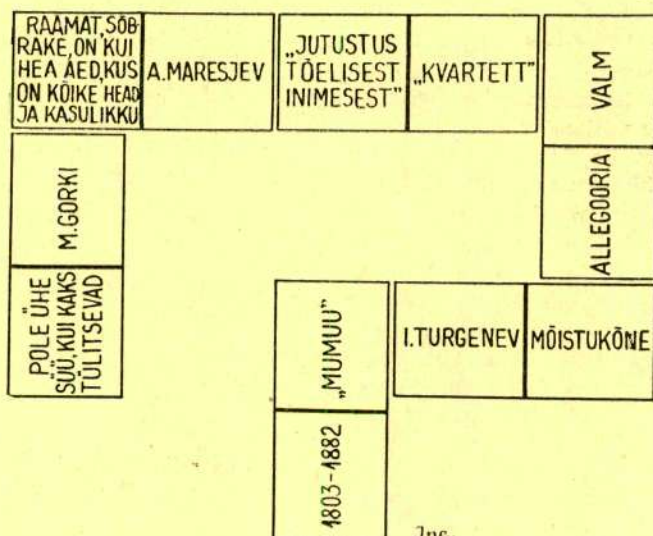 RAAMAT, SÕB-
RAKE, ON KUI
HEA AED, KUS
ON KÕIKE HEAD
JA KASULIKKU
A. MARESJEV
„JUTUSTUS
TÕELISEST
INIMESEST”
„KVARTETT”
VALM
ALLEGOORIA
M. GORKI
POLE ÜHE
SÜÜ, KUI KAKS
TÜLITSEVAD
„MUMUU”
1803-1882
I. TURGENEV
MÕISTUKÕNE